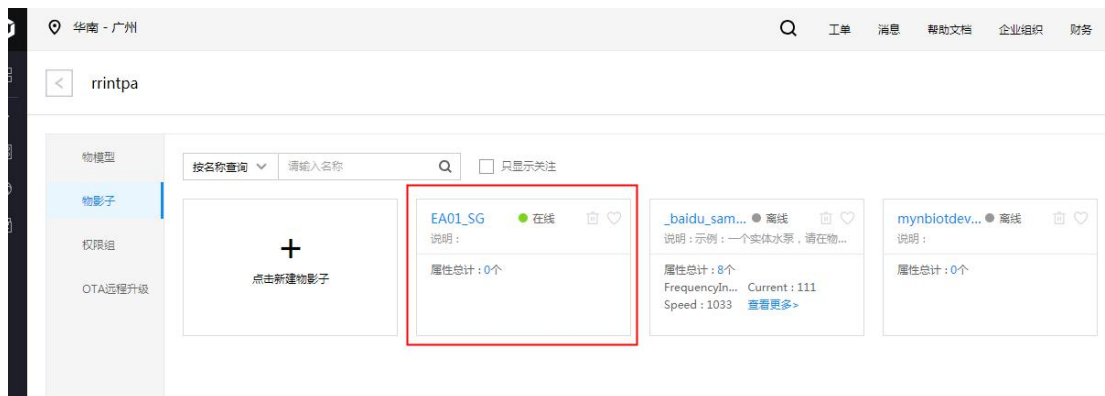 华南 - 广州
工单 消息 帮助文档 企业组织 财务
rrintpa
物模型
物影子
权限组
OTA远程升级
按名称查询 请输入名称 只显示关注
点击新建物影子
EA01_SG 在线
说明：
属性总计：0个
_baidu_sam... 离线
说明：示例：一个实体水泵，请在物...
属性总计：8个
FrequencyIn... Current：111
Speed：1033 查看更多>
mynbiotdev... 离线
说明：
属性总计：0个